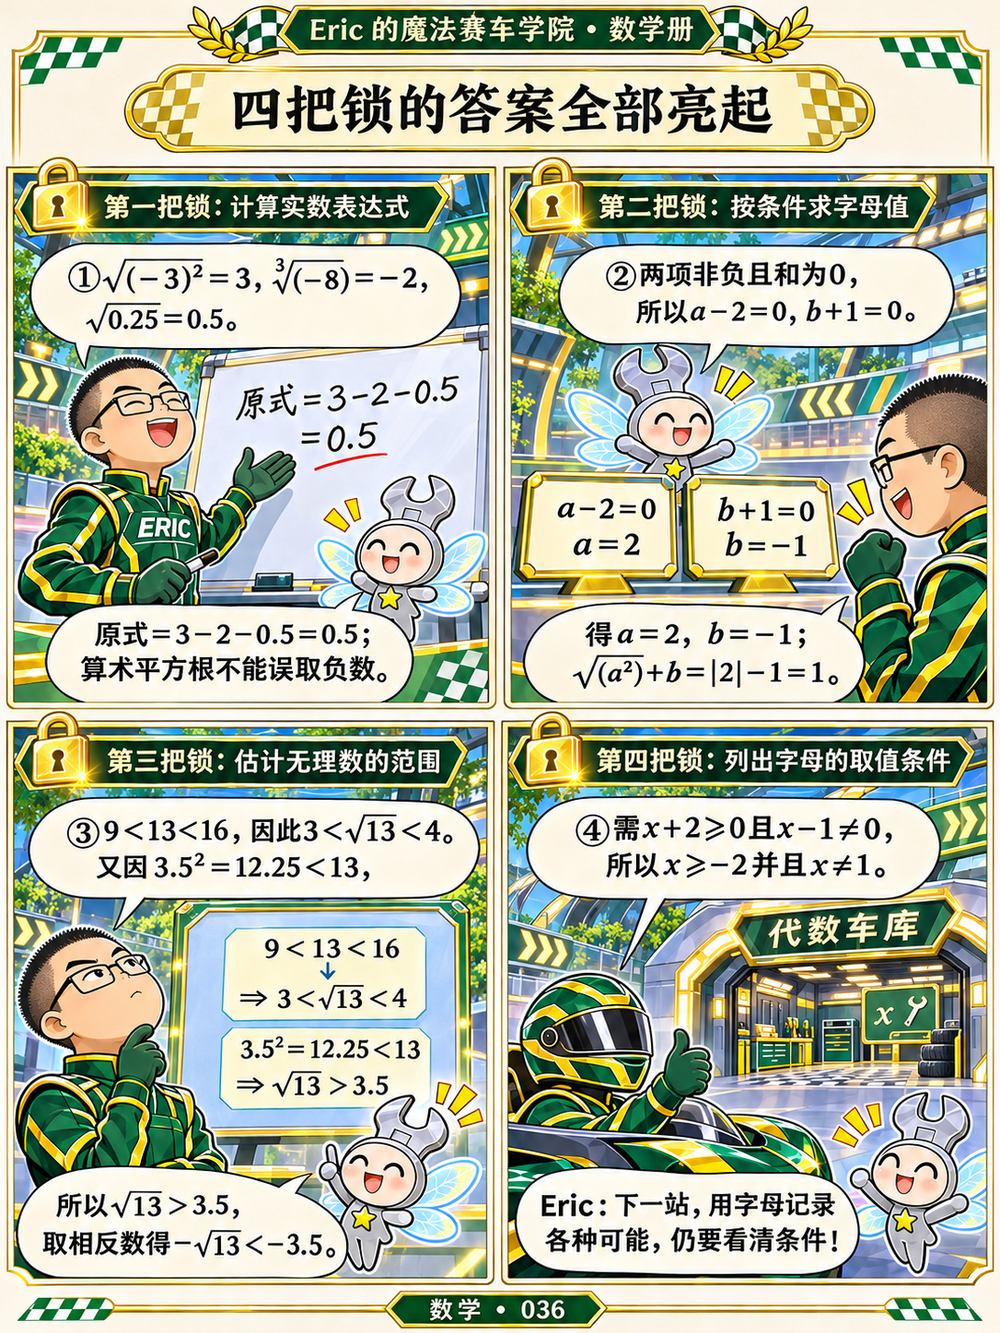 Eric 的魔法赛车学院・数学册
四把锁的答案全部亮起
第一把锁：计算实数表达式
①√(−3)²=3, ∛(−8)=−2,
√0.25=0.5。
原式=3−2−0.5
=0.5
ERIC
原式=3−2−0.5=0.5；
算术平方根不能误取负数。
第二把锁：按条件求字母值
②两项非负且和为0，
所以a−2=0, b+1=0。
a−2=0
a=2
b+1=0
b=−1
得a=2，b=−1；
√(a²)+b=|2|−1=1。
第三把锁：估计无理数的范围
③9<13<16，因此3<√13<4。
又因 3.5²=12.25<13，
9<13<16
↓
⇒ 3<√13<4
3.5²=12.25<13
⇒ √13>3.5
所以√13>3.5，
取相反数得−√13<−3.5。
第四把锁：列出字母的取值条件
④需x+2⩾0且x−1≠0，
所以x⩾−2并且x≠1。
代数车库
x
Eric：下一站，用字母记录
各种可能，仍要看清条件！
数学 • 036